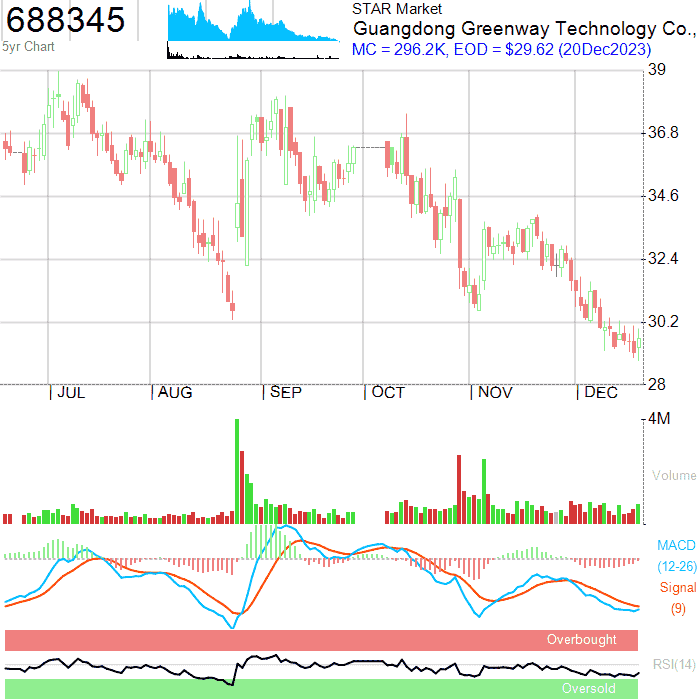 688345
5yr Chart
STAR Market
Guangdong Greenway Technology Co.,
MC = 296.2K, EOD = $29.62 (20Dec2023)
39
36.8
34.6
32.4
30.2
28
| JUL | AUG | SEP | OCT | NOV | DEC
4M
Volume
MACD
(12-26)
Signal
(9)
Overbought
RSI(14)
Oversold